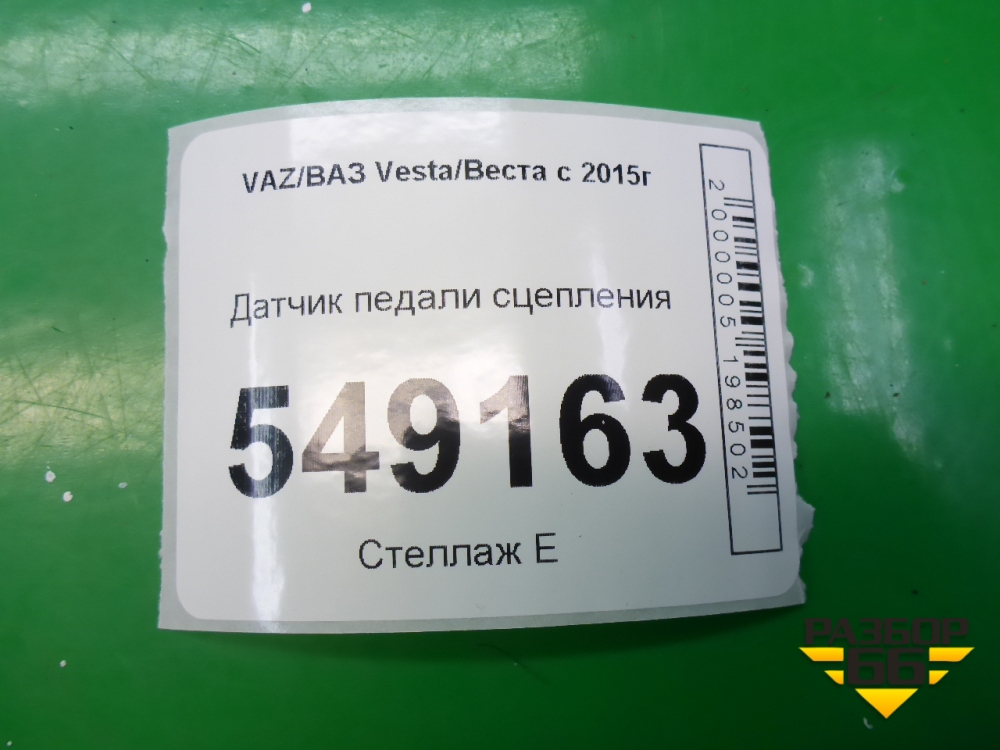 VAZ/ВАЗ Vesta/Веста с 2015г
Датчик педали сцепления
549163
Стеллаж Е
2000005198502
РАЗБОР
66